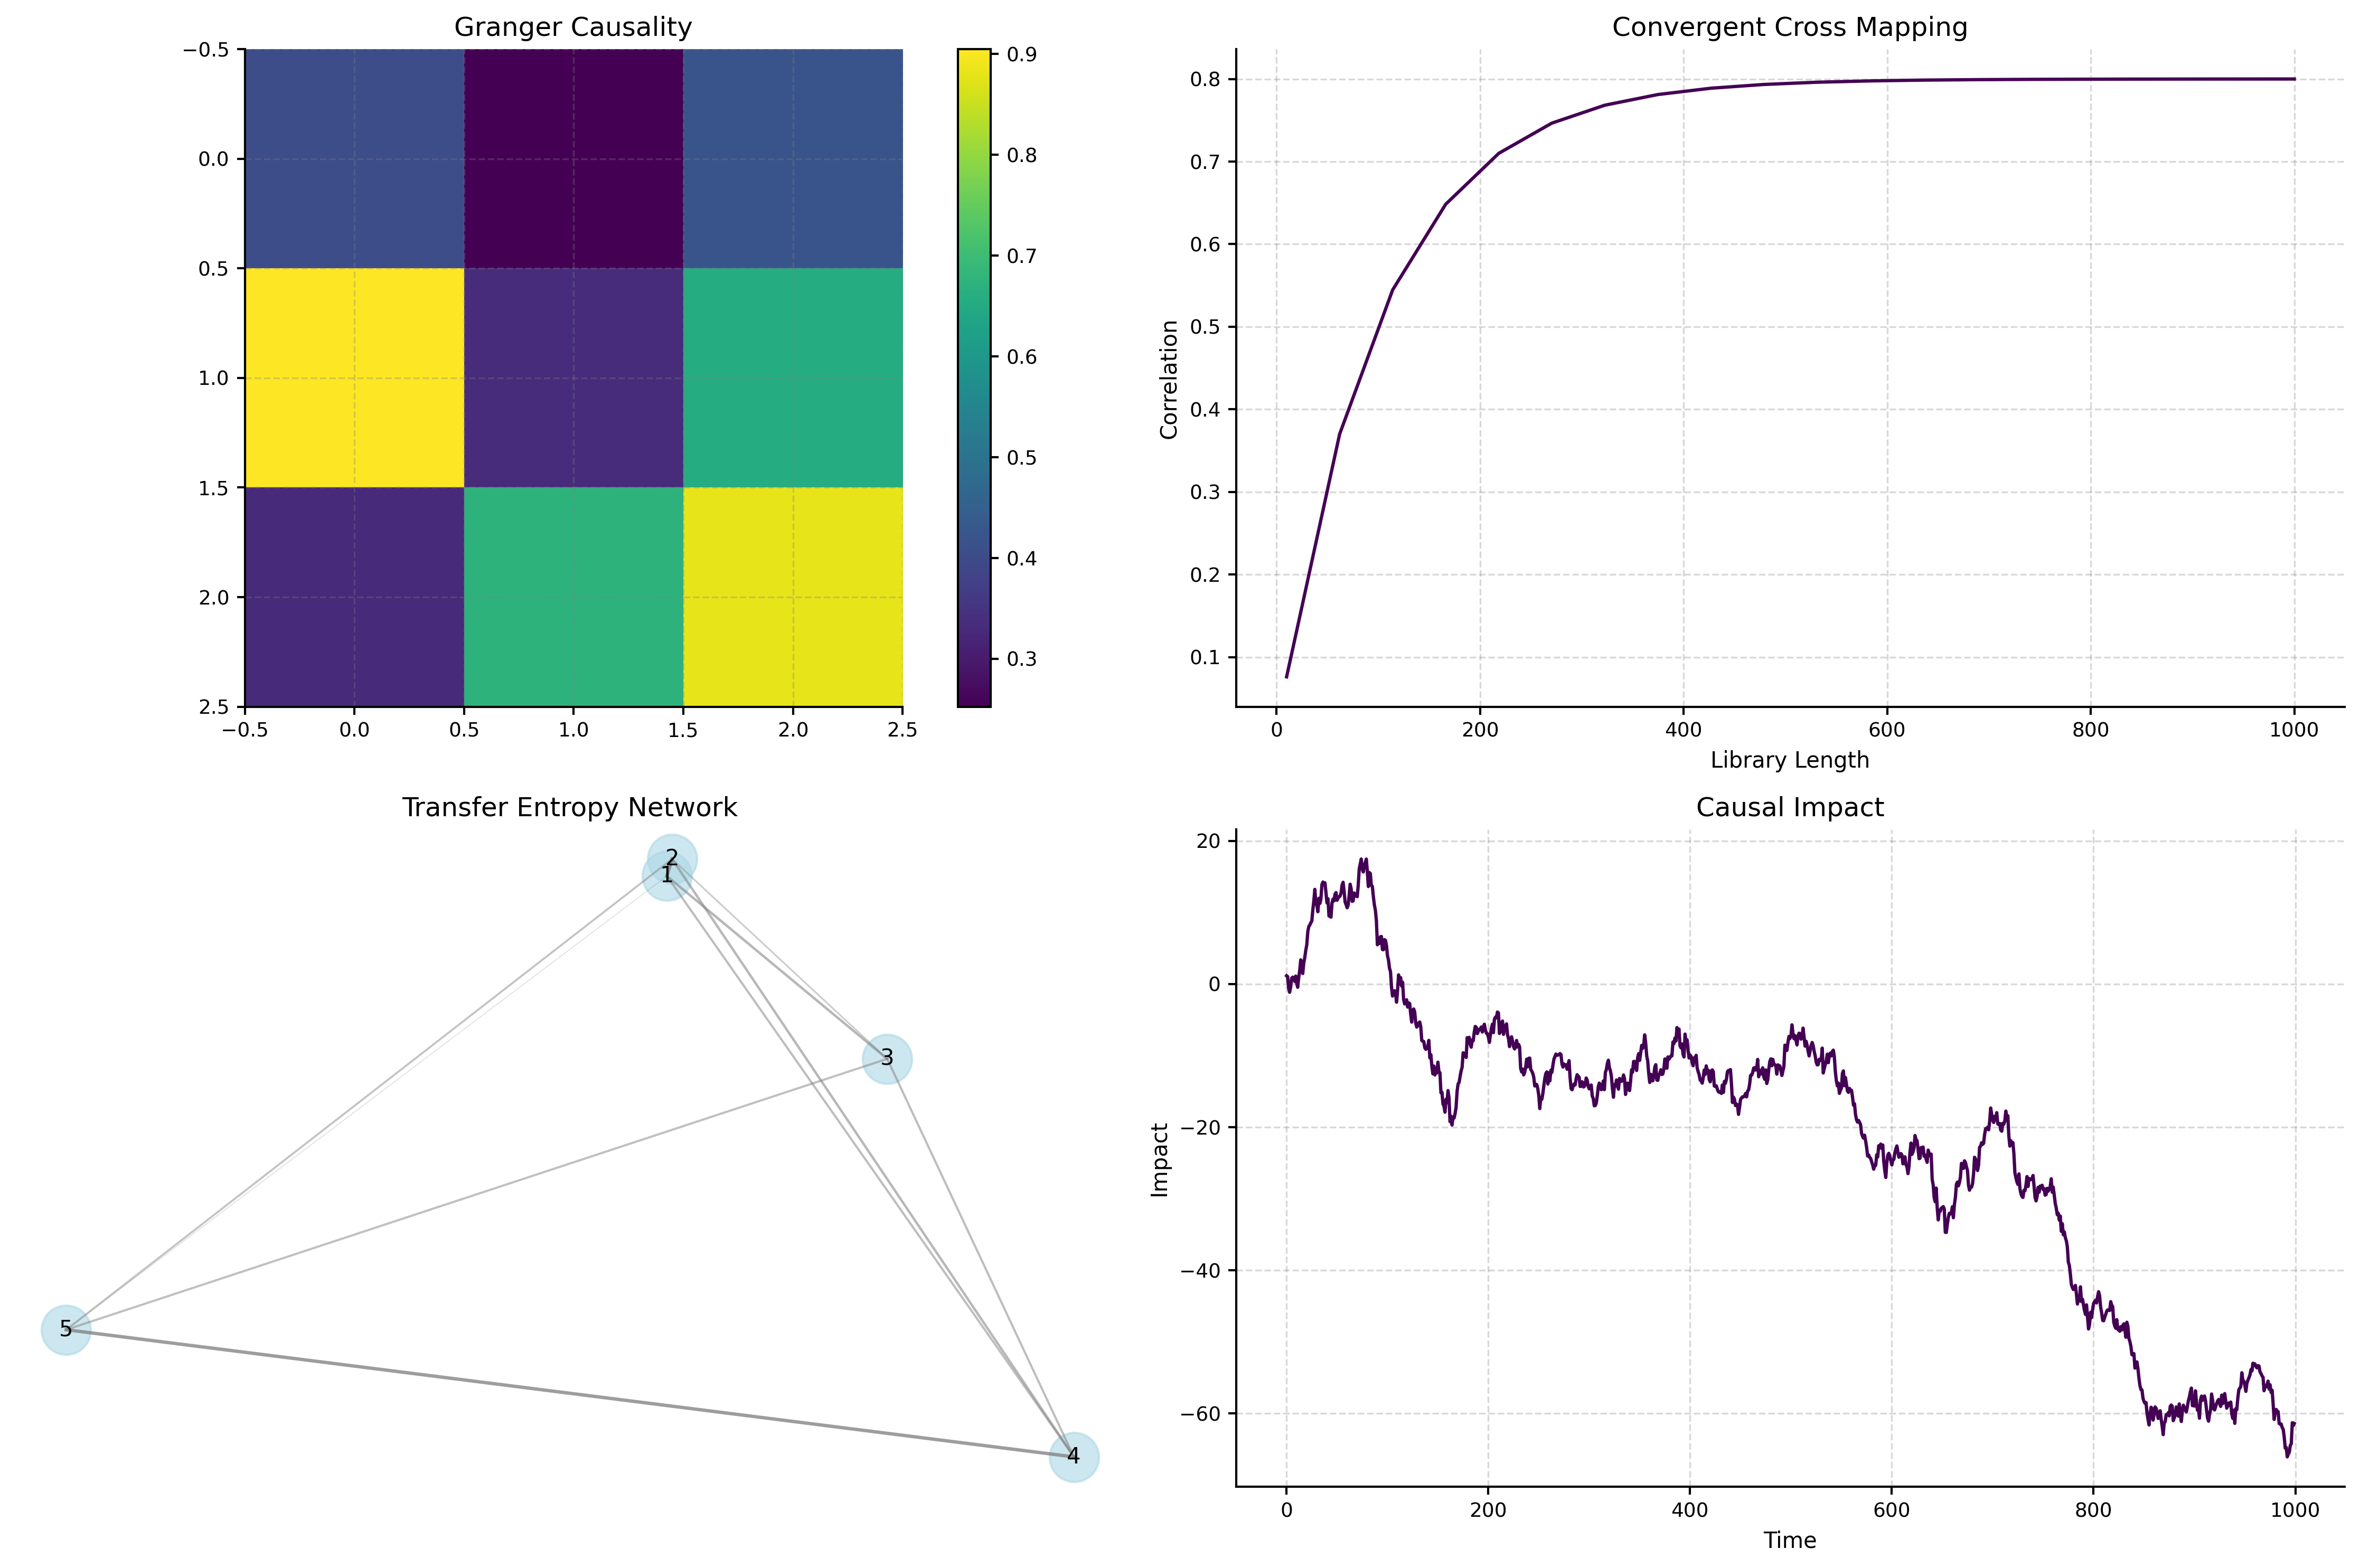 Granger Causality
−0.5
0.0
0.5
1.0
1.5
2.0
2.5
−0.5 0.0 0.5 1.0 1.5 2.0 2.5
0.9
0.8
0.7
0.6
0.5
0.4
0.3
Convergent Cross Mapping
Correlation
0.8
0.7
0.6
0.5
0.4
0.3
0.2
0.1
0 200 400 600 800 1000
Library Length
Transfer Entropy Network
2
1
3
5
4
Causal Impact
Impact
20
0
−20
−40
−60
0 200 400 600 800 1000
Time